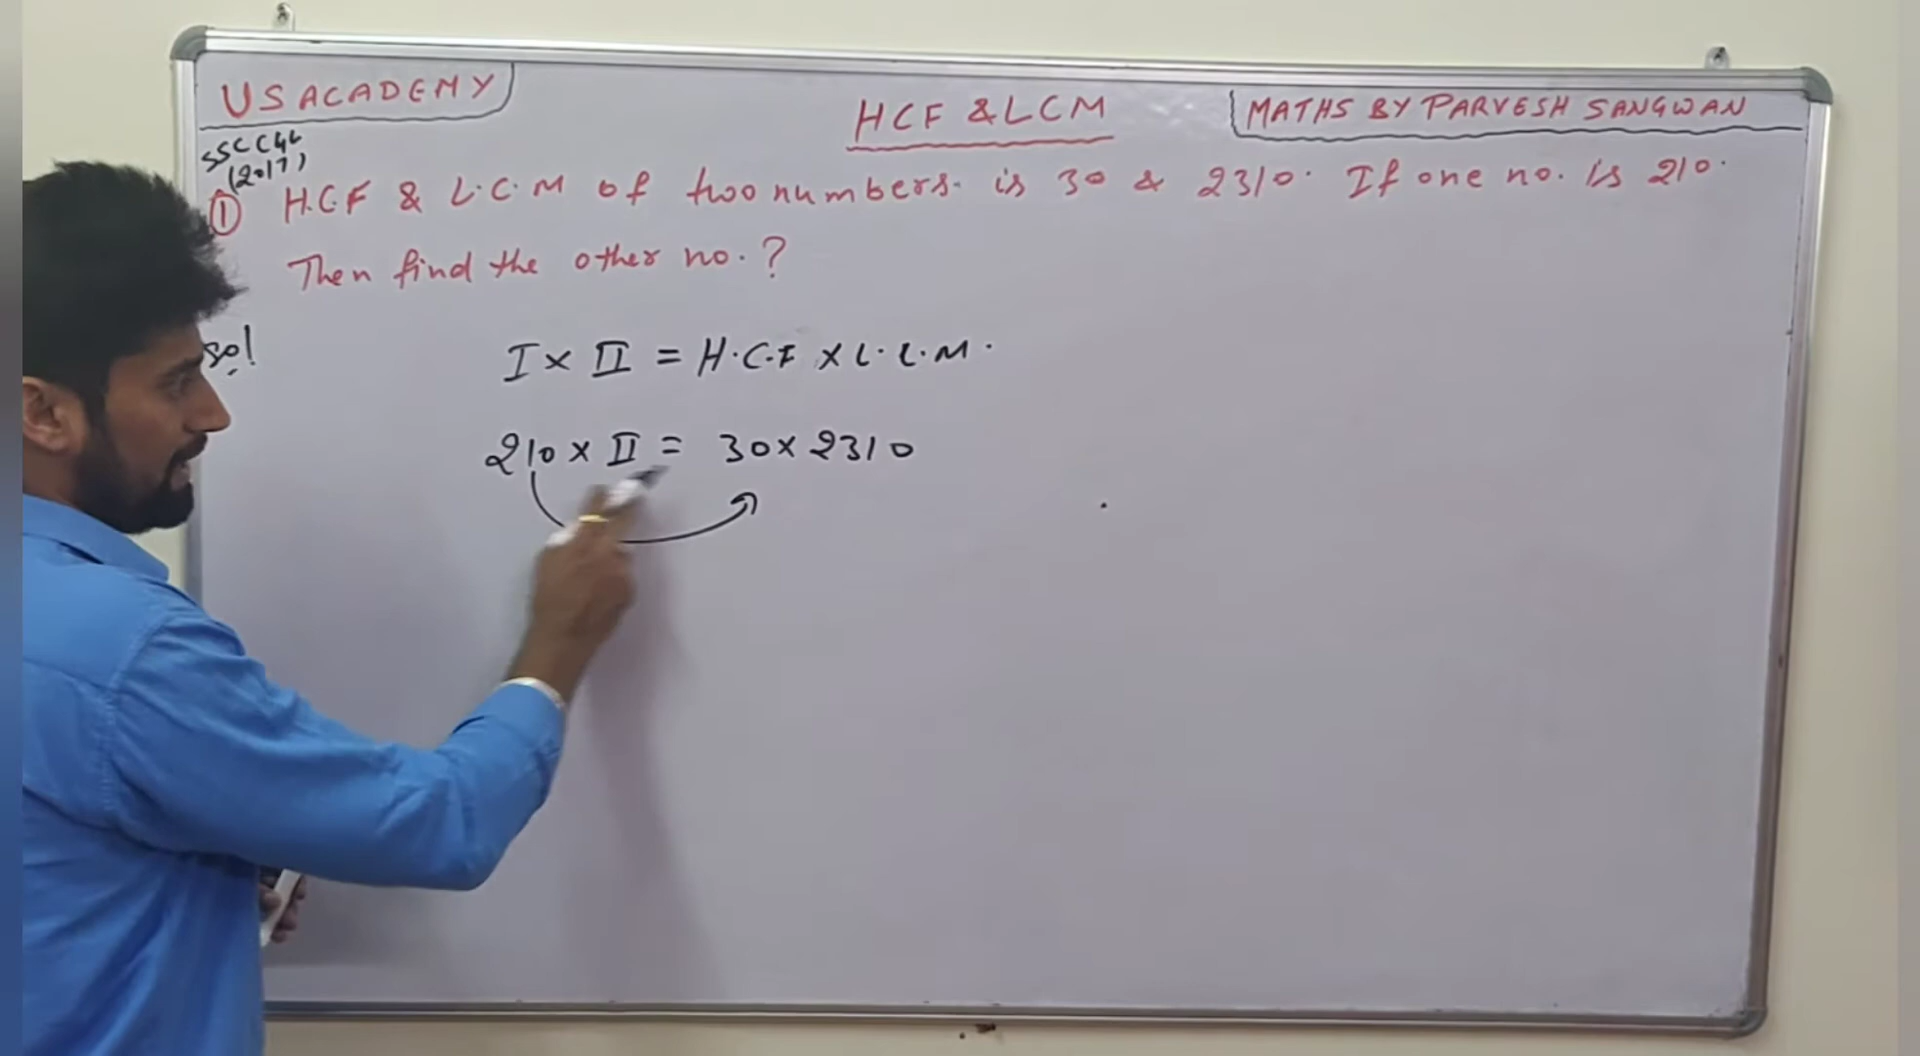 US ACADEMY
HCF & LCM
MATHS BY PARVESH SANGWAN
SSC CGL
(2017)
① H.C.F & L.C.M of two numbers. is 30 & 2310. If one no. is 210.
Then find the other no.?
sol
I × II = H.C.F × L.C.M.
210 × II = 30 × 2310